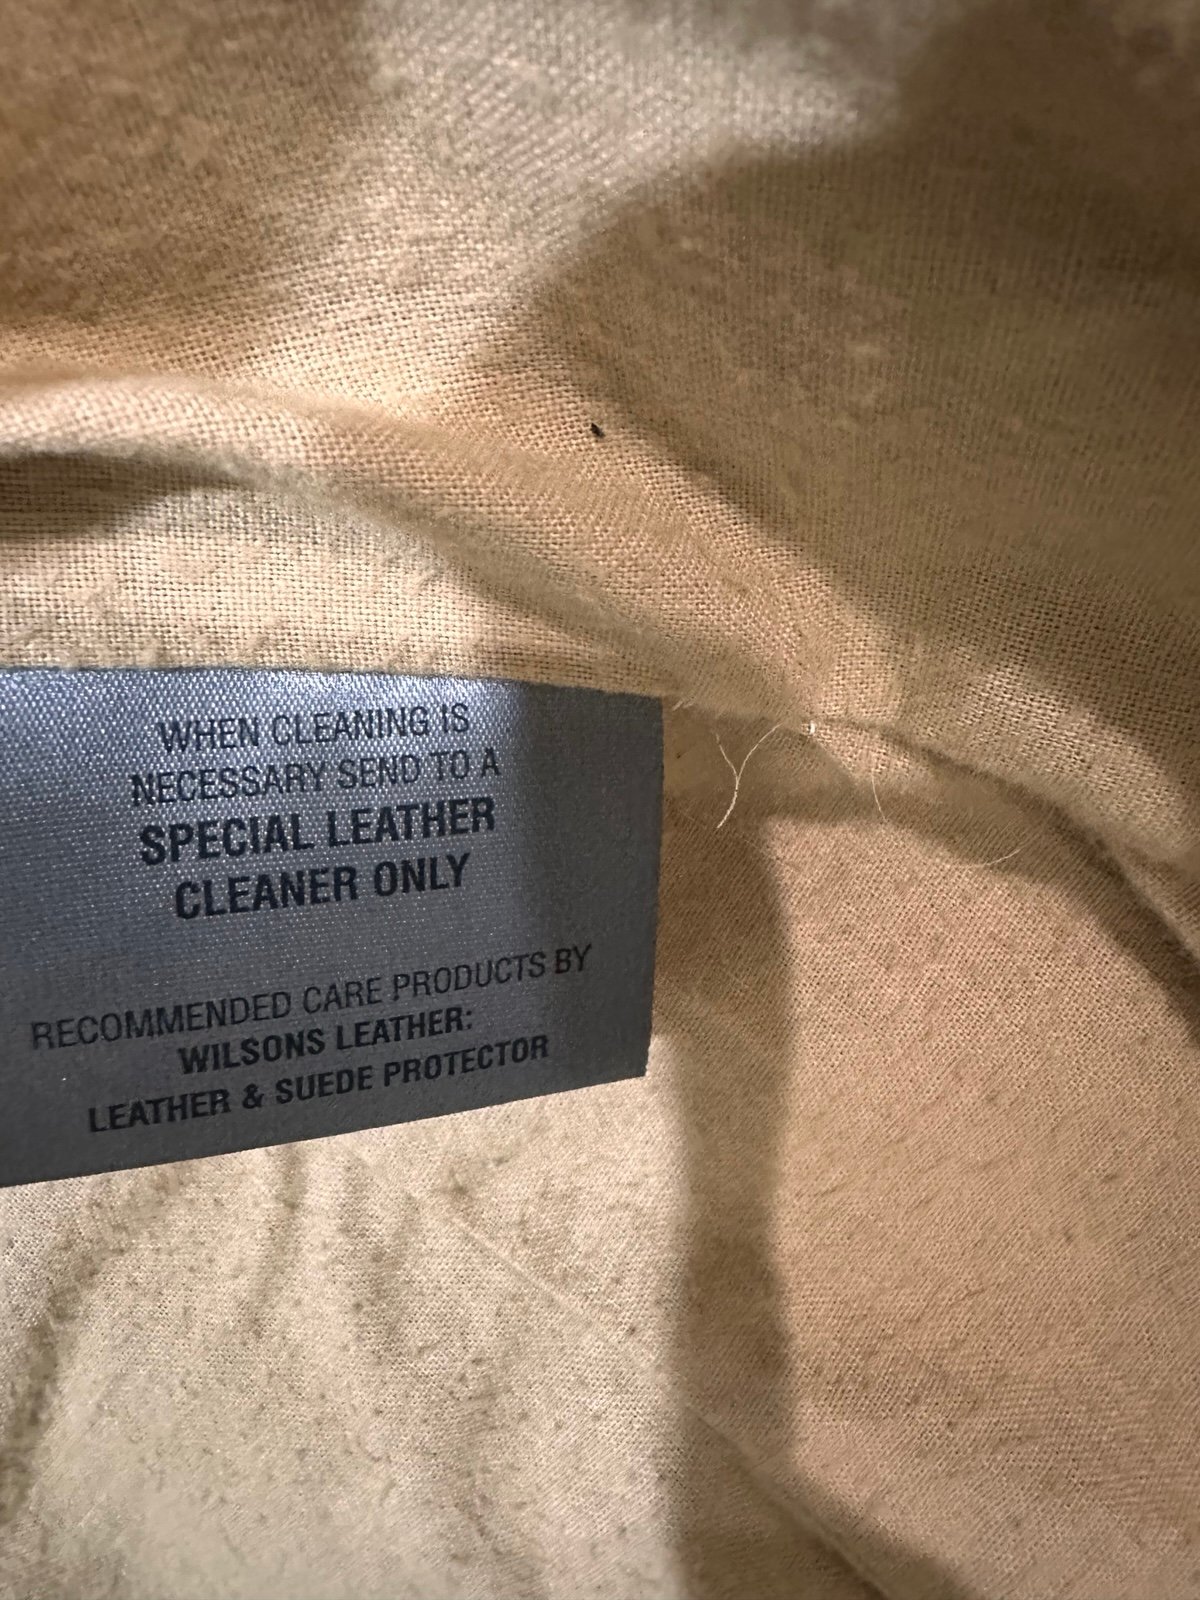 WHEN CLEANING IS
NECESSARY SEND TO A
SPECIAL LEATHER
CLEANER ONLY
RECOMMENDED CARE PRODUCTS BY
WILSONS LEATHER:
LEATHER & SUEDE PROTECTOR